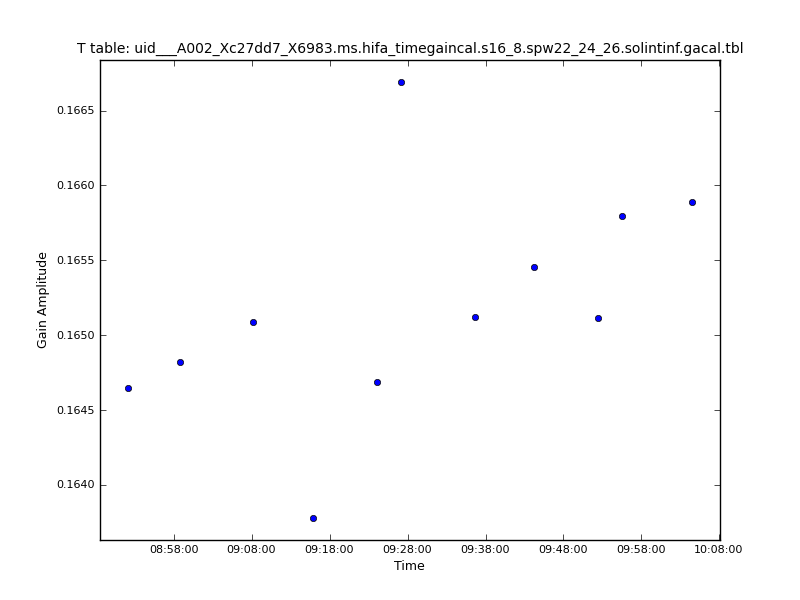 T table: uid___A002_Xc27dd7_X6983.ms.hifa_timegaincal.s16_8.spw22_24_26.solintinf.gacal.tbl
0.1665
0.1660
0.1655
0.1650
0.1645
0.1640
Gain Amplitude
08:58:00 09:08:00 09:18:00 09:28:00 09:38:00 09:48:00 09:58:00 10:08:00
Time